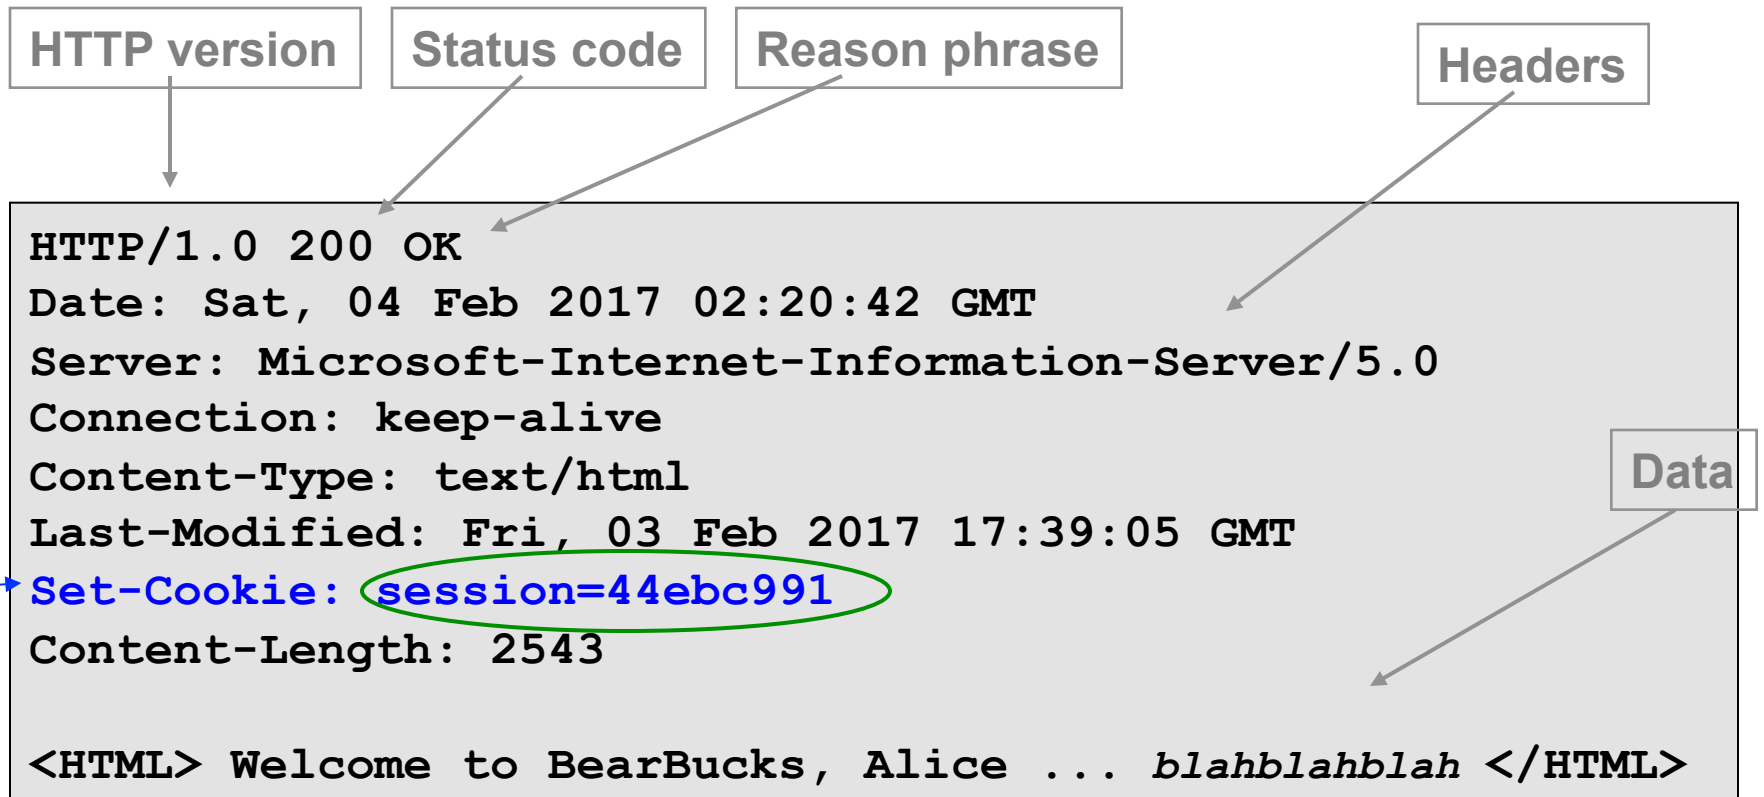 HTTP version
Status code
Reason phrase
Headers
HTTP/1.0 200 OK
Date: Sat, 04 Feb 2017 02:20:42 GMT
Server: Microsoft-Internet-Information-Server/5.0
Connection: keep-alive
Content-Type: text/html
Data
Last-Modified: Fri, 03 Feb 2017 17:39:05 GMT
Set-Cookie: session=44ebc991
Content-Length: 2543
<HTML> Welcome to BearBucks, Alice ... blahblahblah </HTML>